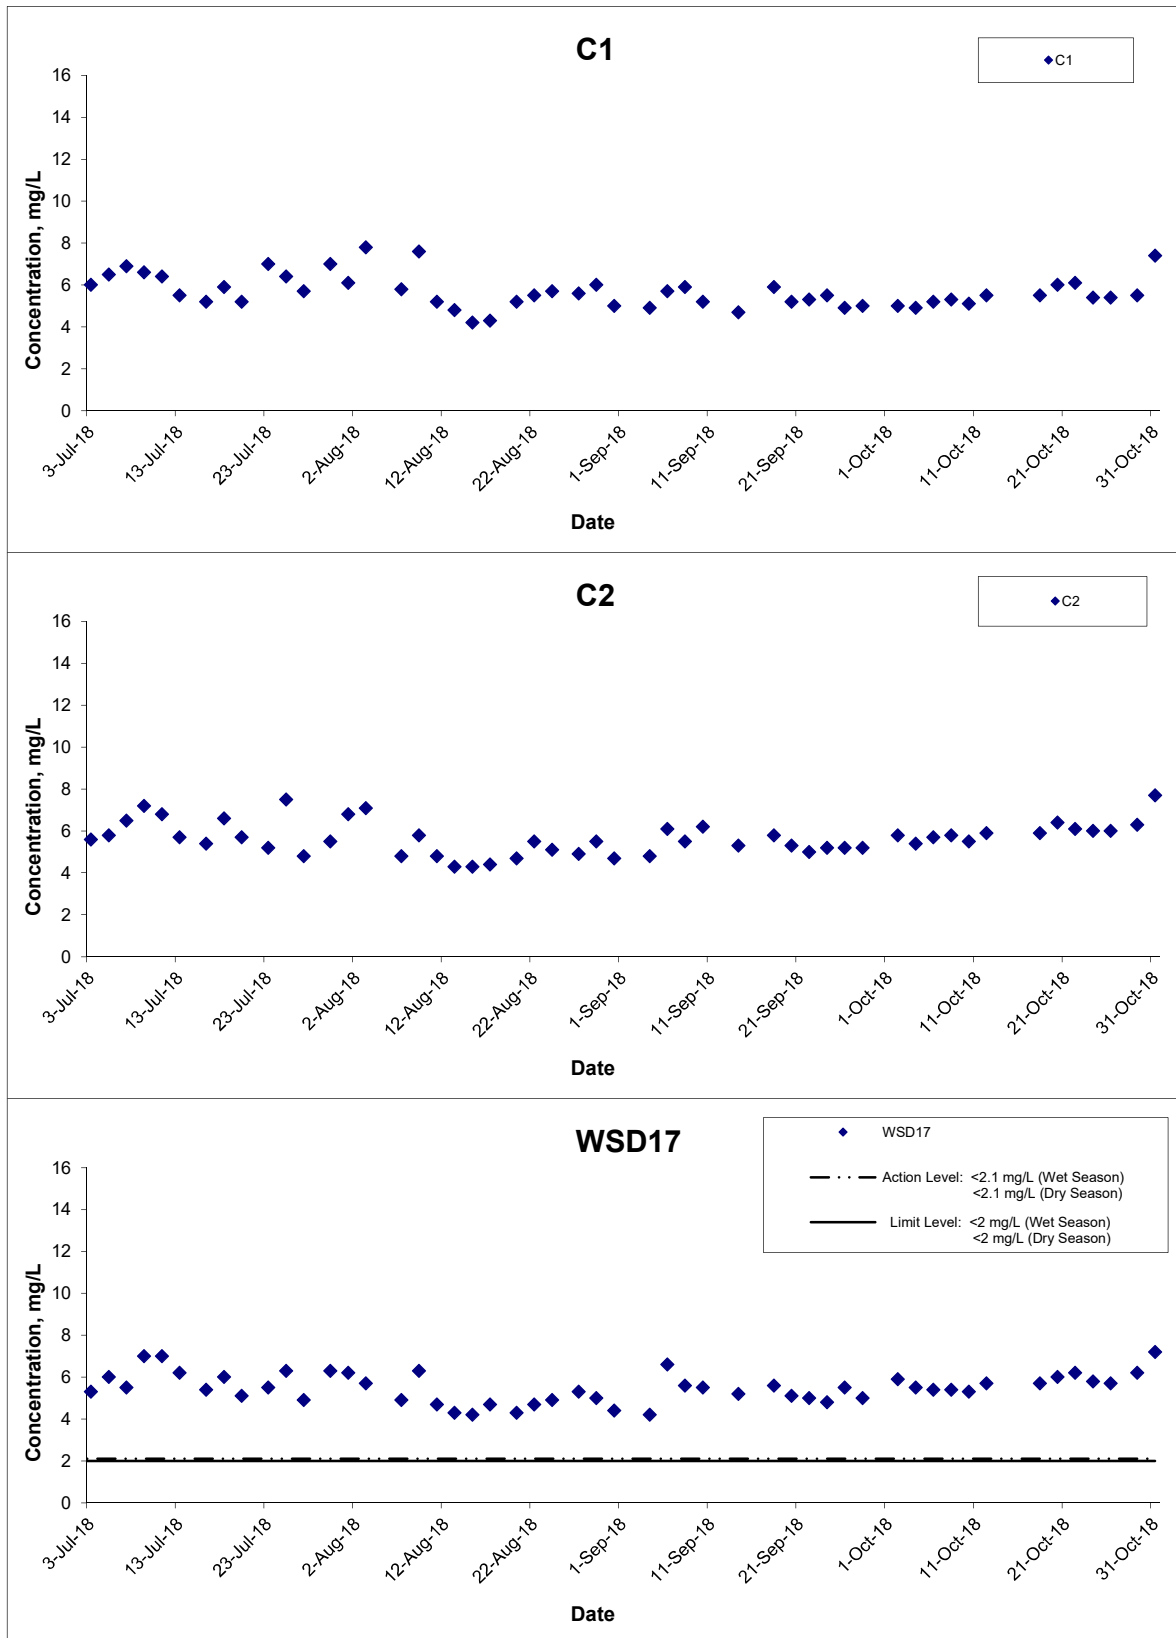 C1
C1
Concentration, mg/L
16
14
12
10
8
6
4
2
0
3-Jul-18
13-Jul-18
23-Jul-18
2-Aug-18
12-Aug-18
22-Aug-18
1-Sep-18
11-Sep-18
21-Sep-18
1-Oct-18
11-Oct-18
21-Oct-18
31-Oct-18
Date
C2
C2
Concentration, mg/L
16
14
12
10
8
6
4
2
0
3-Jul-18
13-Jul-18
23-Jul-18
2-Aug-18
12-Aug-18
22-Aug-18
1-Sep-18
11-Sep-18
21-Sep-18
1-Oct-18
11-Oct-18
21-Oct-18
31-Oct-18
Date
WSD17
WSD17
Action Level: <2.1 mg/L (Wet Season)
<2.1 mg/L (Dry Season)
Limit Level: <2 mg/L (Wet Season)
<2 mg/L (Dry Season)
Concentration, mg/L
16
14
12
10
8
6
4
2
0
3-Jul-18
13-Jul-18
23-Jul-18
2-Aug-18
12-Aug-18
22-Aug-18
1-Sep-18
11-Sep-18
21-Sep-18
1-Oct-18
11-Oct-18
21-Oct-18
31-Oct-18
Date